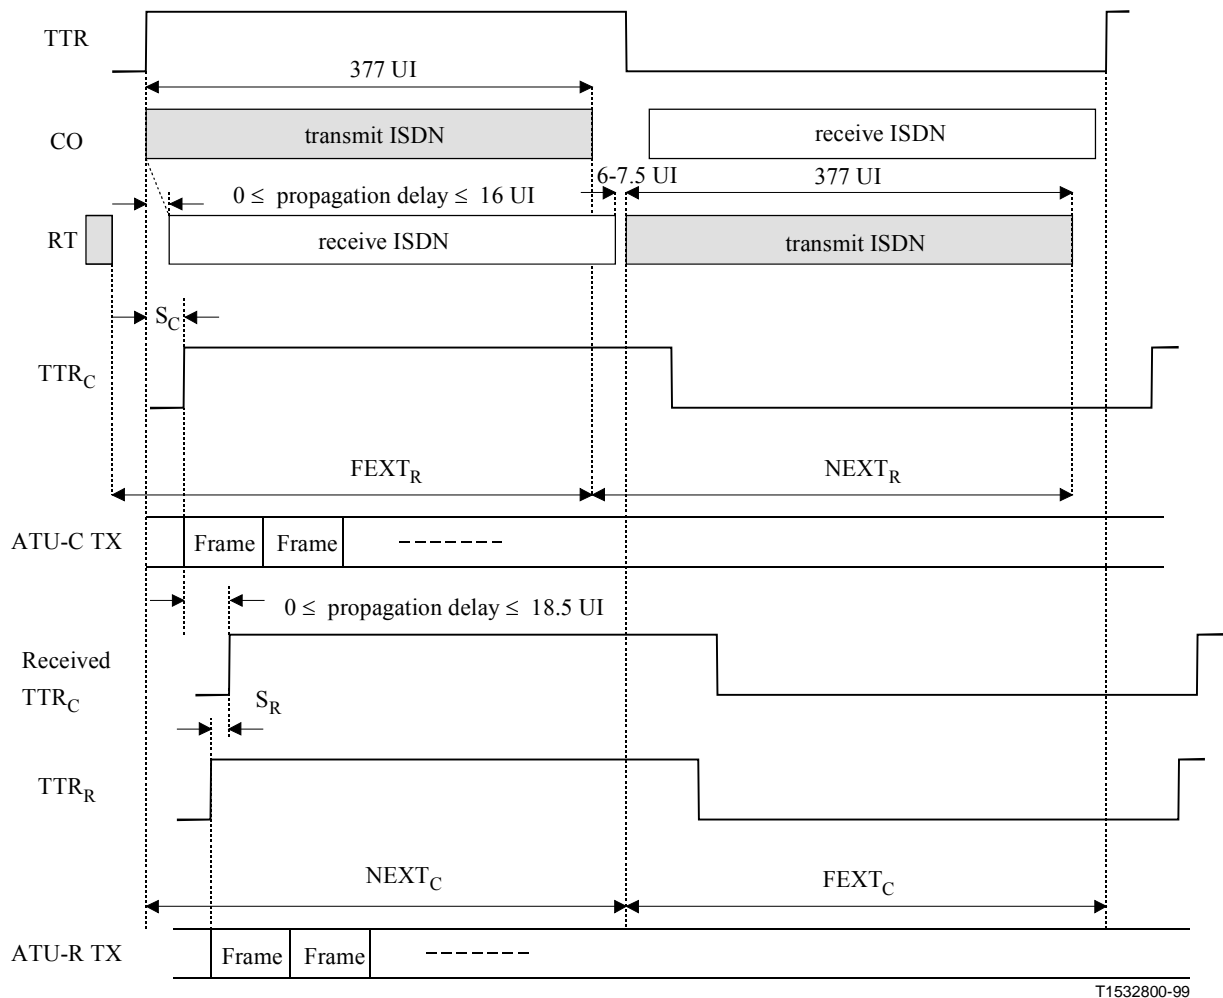 TTR
377 UI
CO
transmit ISDN
receive ISDN
6-7.5 UI
377 UI
0 ≤ propagation delay ≤ 16 UI
RT
receive ISDN
transmit ISDN
S_C
TTR_C
FEXT_R
NEXT_R
ATU-C TX
Frame
Frame
0 ≤ propagation delay ≤ 18.5 UI
Received
TTR_C
S_R
TTR_R
NEXT_C
FEXT_C
ATU-R TX
Frame
Frame
T1532800-99